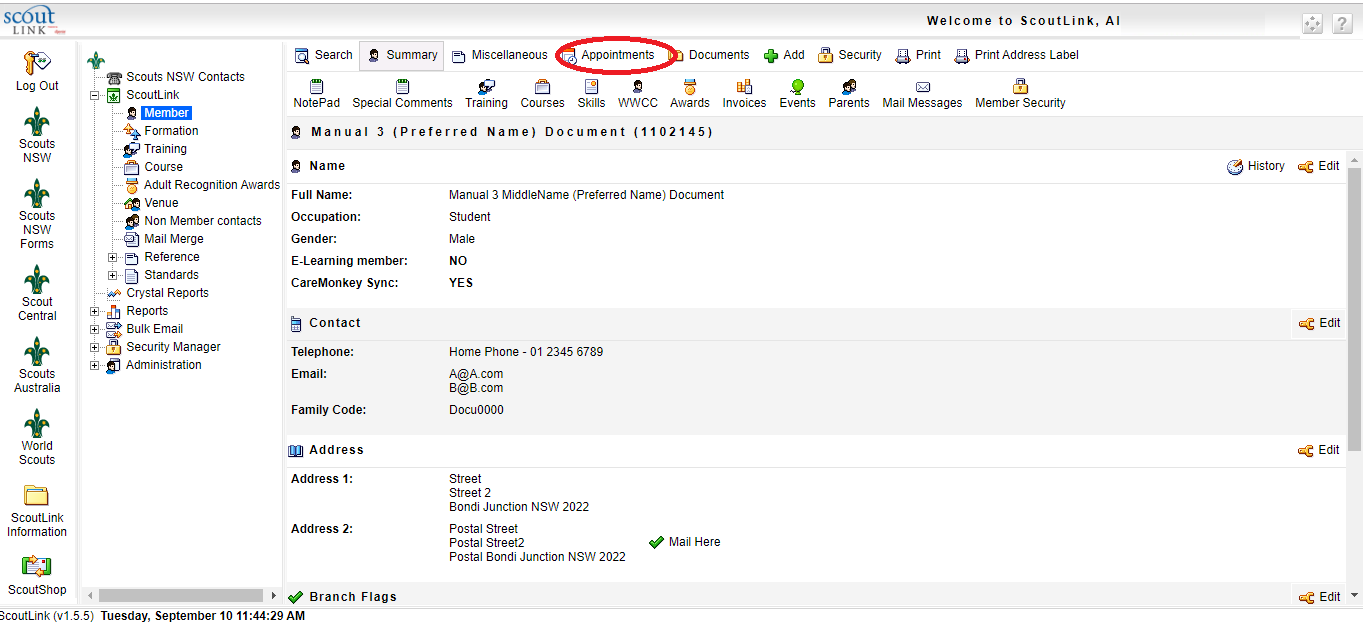 scout
LINK
Welcome to ScoutLink, Al
Log Out
Scouts
NSW
Scouts
NSW
Forms
Scout
Central
Scouts
Australia
World
Scouts
ScoutLink
Information
ScoutShop
Scouts NSW Contacts
ScoutLink
Member
Formation
Training
Course
Adult Recognition Awards
Venue
Non Member contacts
Mail Merge
Reference
Standards
Crystal Reports
Reports
Bulk Email
Security Manager
Administration
Search Summary Miscellaneous Appointments Documents Add Security Print Print Address Label
NotePad Special Comments Training Courses Skills WWCC Awards Invoices Events Parents Mail Messages Member Security
Manual 3 (Preferred Name) Document (1102145)
Name History Edit
Full Name: Manual 3 MiddleName (Preferred Name) Document
Occupation: Student
Gender: Male
E-Learning member: NO
CareMonkey Sync: YES
Contact Edit
Telephone: Home Phone - 01 2345 6789
Email: A@A.com
B@B.com
Family Code: Docu0000
Address Edit
Address 1: Street
Street 2
Bondi Junction NSW 2022
Address 2: Postal Street
Postal Street2
Postal Bondi Junction NSW 2022
Mail Here
Branch Flags Edit
ScoutLink (v1.5.5) Tuesday, September 10 11:44:29 AM